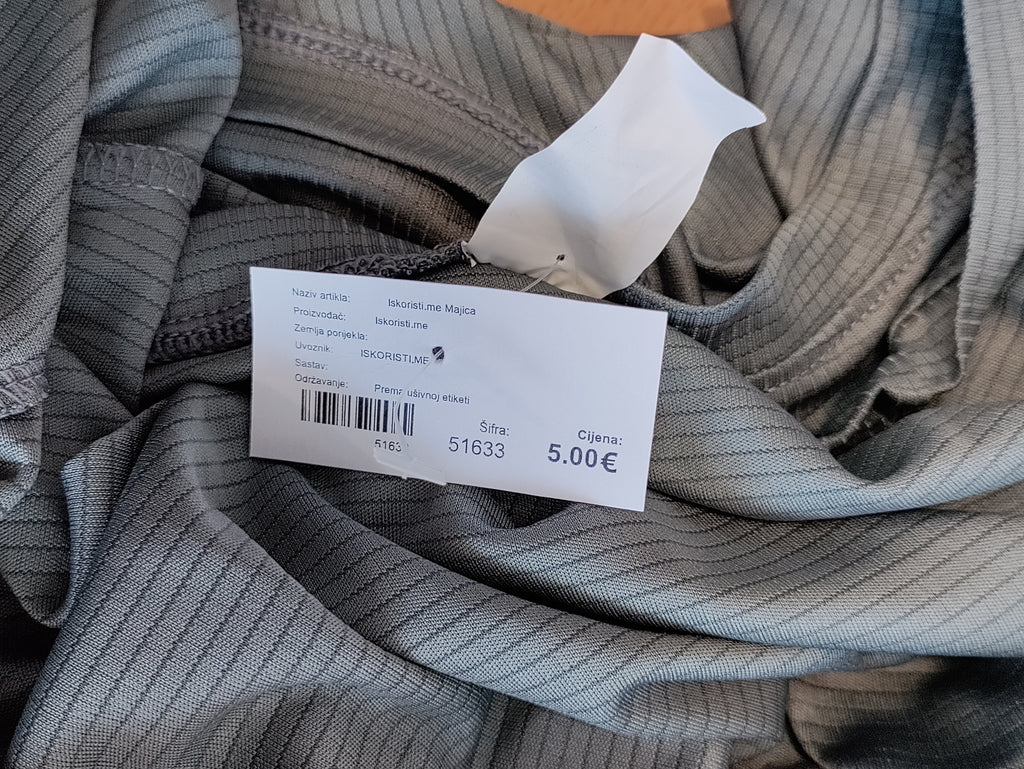 Naziv artikla: Iskoristi.me Majica
Proizvođač: Iskoristi.me
Zemlja porijekla:
Uvoznik: ISKORISTI.ME
Sastav:
Održavanje: Prema ušivnoj etiketi
51633
Šifra:
51633
Cijena:
5.00€